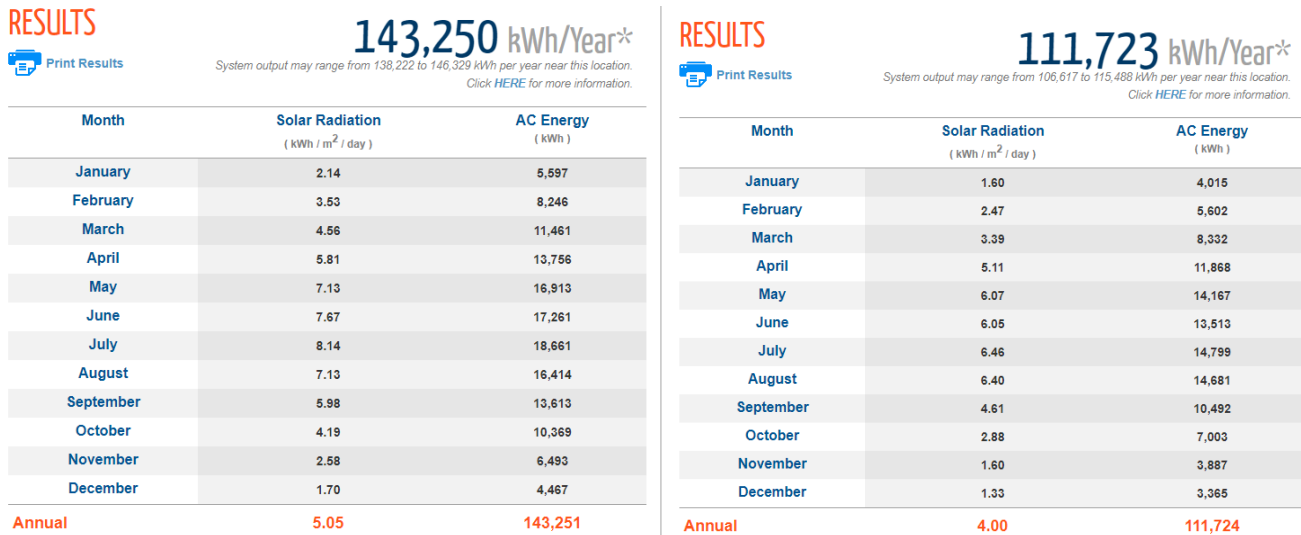 RESULTS
143,250 kWh/Year*
Print Results
System output may range from 138,222 to 146,329 kWh per year near this location.
Click HERE for more information.
Month Solar Radiation AC Energy
( kWh / m2 / day ) ( kWh )
January 2.14 5,597
February 3.53 8,246
March 4.56 11,461
April 5.81 13,756
May 7.13 16,913
June 7.67 17,261
July 8.14 18,661
August 7.13 16,414
September 5.98 13,613
October 4.19 10,369
November 2.58 6,493
December 1.70 4,467
Annual 5.05 143,251
RESULTS
111,723 kWh/Year*
Print Results
System output may range from 106,617 to 115,488 kWh per year near this location.
Click HERE for more information.
Month Solar Radiation AC Energy
( kWh / m2 / day ) ( kWh )
January 1.60 4,015
February 2.47 5,602
March 3.39 8,332
April 5.11 11,868
May 6.07 14,167
June 6.05 13,513
July 6.46 14,799
August 6.40 14,681
September 4.61 10,492
October 2.88 7,003
November 1.60 3,887
December 1.33 3,365
Annual 4.00 111,724